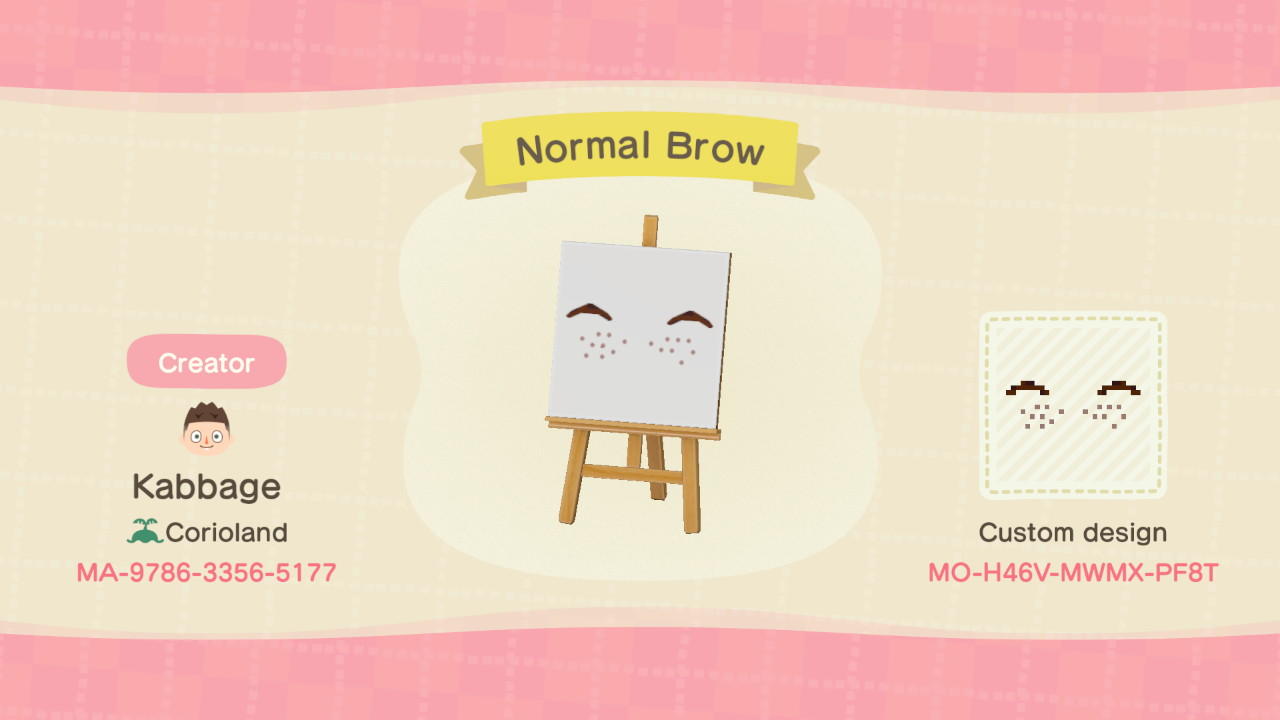 Normal Brow
Creator
Kabbage
Corioland
MA-9786-3356-5177
Custom design
MO-H46V-MWMX-PF8T